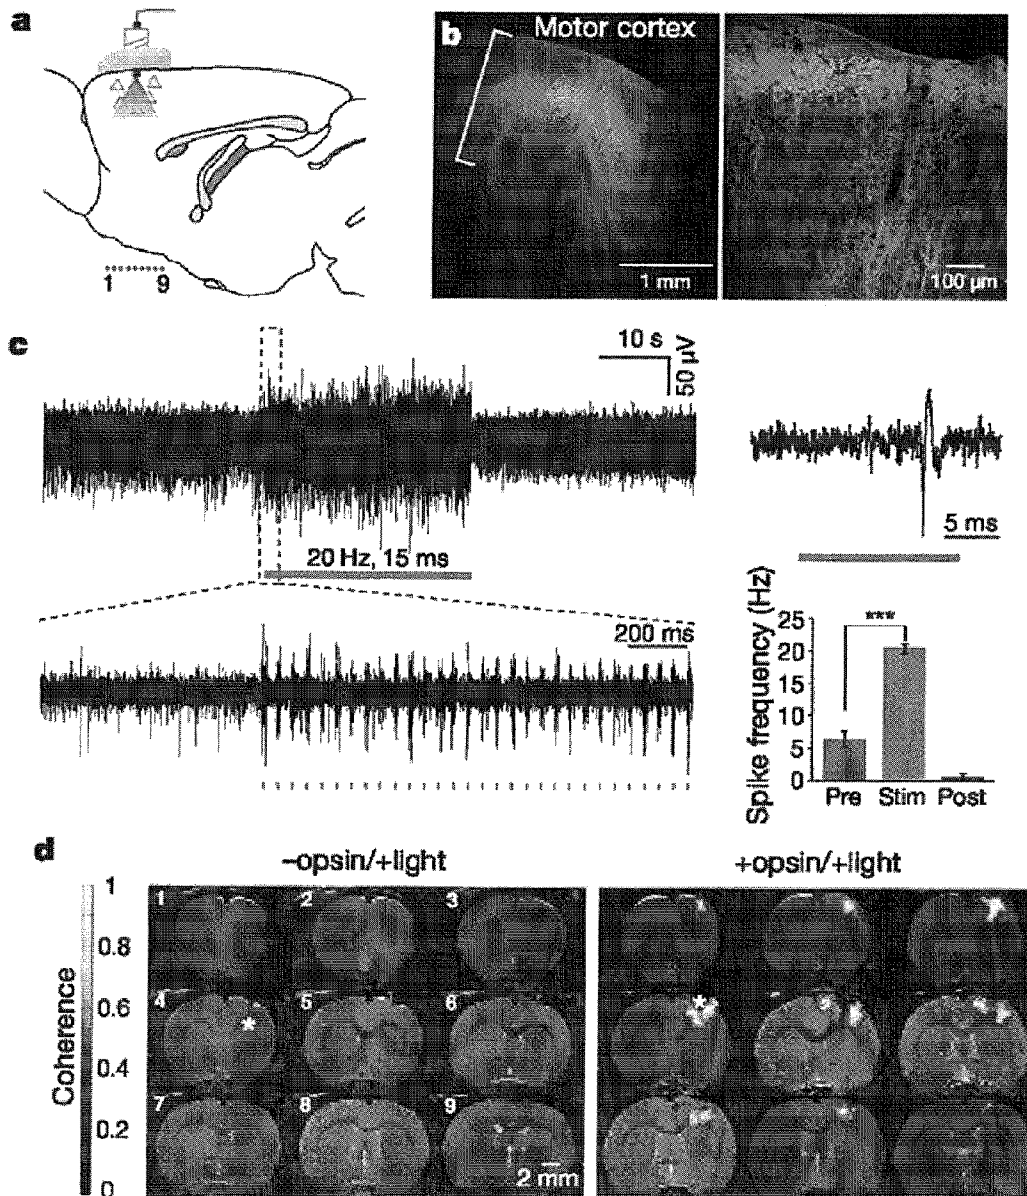 a
1 9
b
Motor cortex
1 mm
100 µm
c
10 s
50 µV
20 Hz, 15 ms
200 ms
5 ms
Spike frequency (Hz)
25
20
15
10
5
0
***
Pre Stim Post
d
–opsin/+light
+opsin/+light
Coherence
1
0.8
0.6
0.4
0.2
0
1 2 3
4 5 6
7 8 9
*
*
2 mm